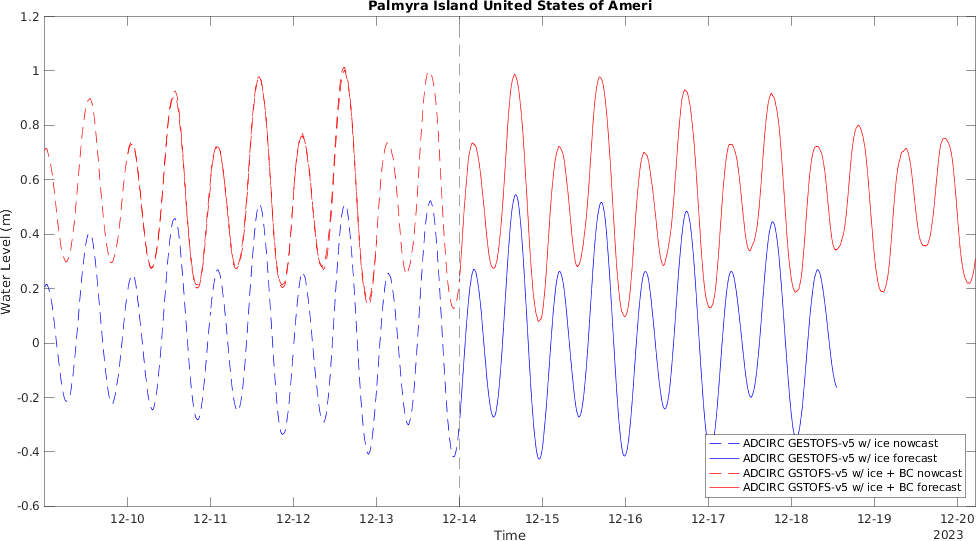 Palmyra Island United States of Ameri
1.2
1
0.8
0.6
0.4
0.2
0
-0.2
-0.4
-0.6
Water Level (m)
ADCIRC GESTOFS-v5 w/ ice nowcast
ADCIRC GESTOFS-v5 w/ ice forecast
ADCIRC GSTOFS-v5 w/ ice + BC nowcast
ADCIRC GSTOFS-v5 w/ ice + BC forecast
12-10 12-11 12-12 12-13 12-14 12-15 12-16 12-17 12-18 12-19 12-20
Time 2023